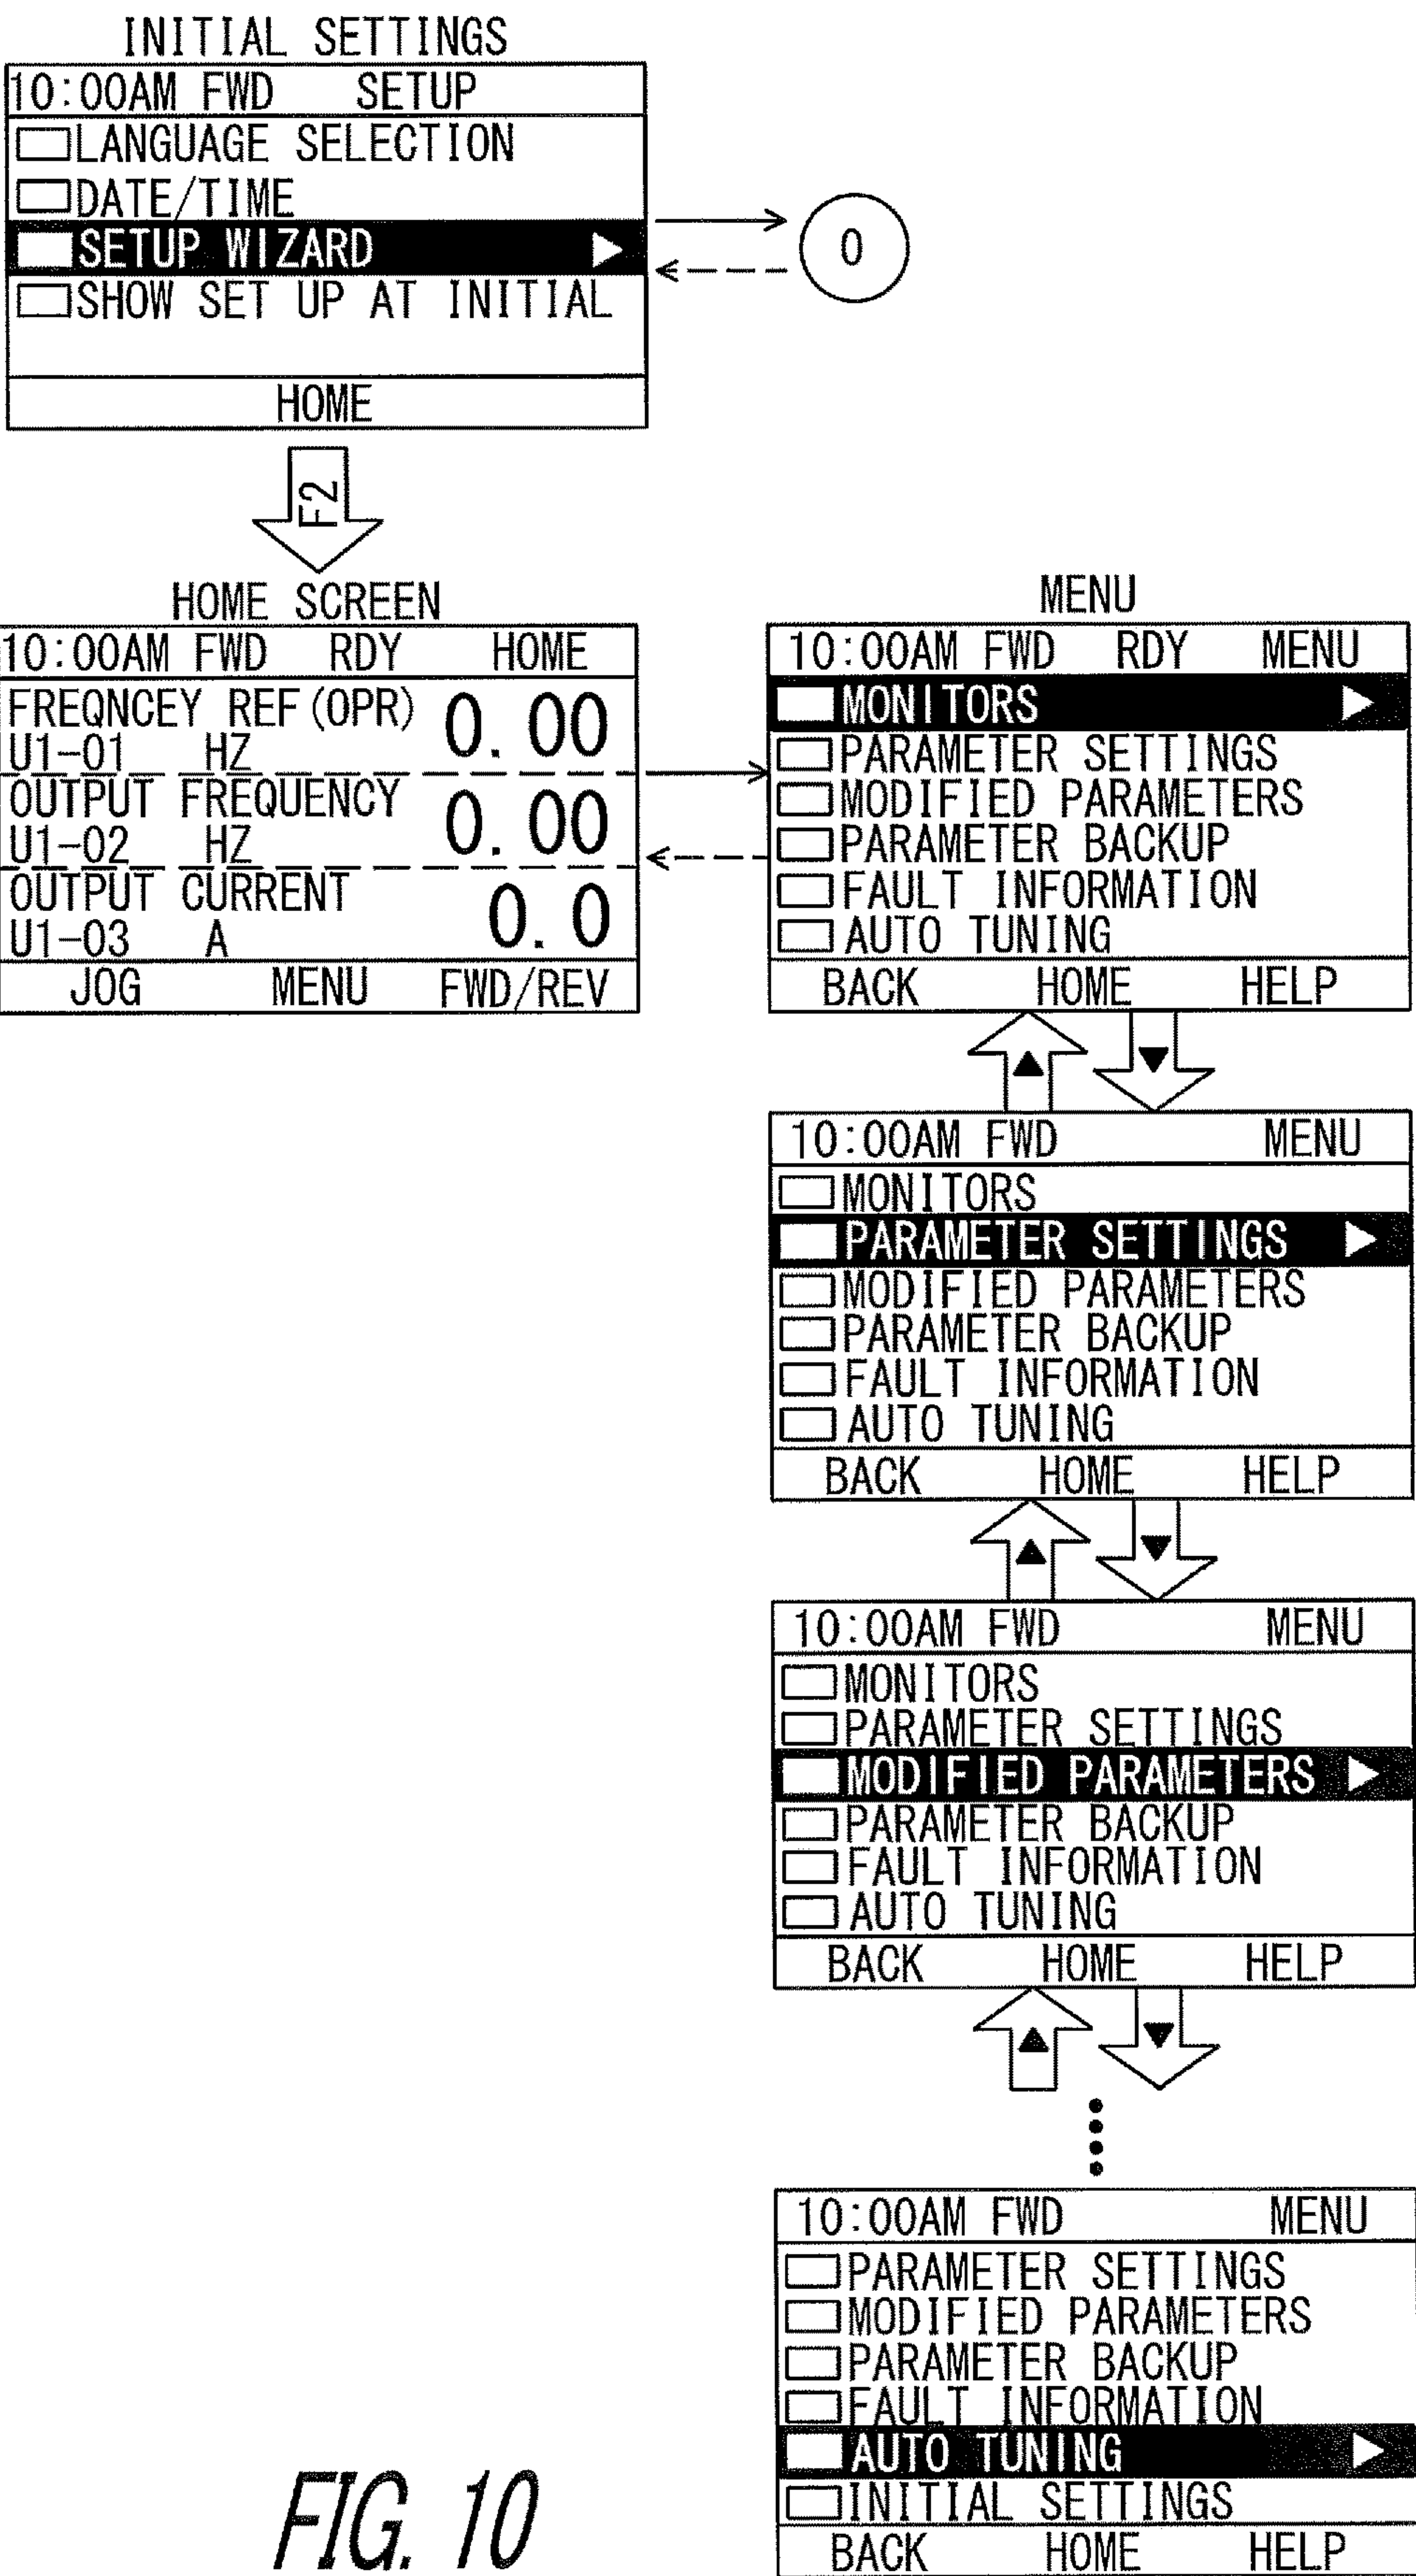 INITIAL SETTINGS
10:00AM FWD SETUP
LANGUAGE SELECTION
DATE/TIME
SETUP WIZARD
SHOW SET UP AT INITIAL
HOME
0
F2
HOME SCREEN
10:00AM FWD RDY HOME
FREQNCEY REF(OPR) 0.00
U1-01 HZ
OUTPUT FREQUENCY 0.00
U1-02 HZ
OUTPUT CURRENT 0.0
U1-03 A
JOG MENU FWD/REV
MENU
10:00AM FWD RDY MENU
MONITORS
PARAMETER SETTINGS
MODIFIED PARAMETERS
PARAMETER BACKUP
FAULT INFORMATION
AUTO TUNING
BACK HOME HELP
10:00AM FWD MENU
MONITORS
PARAMETER SETTINGS
MODIFIED PARAMETERS
PARAMETER BACKUP
FAULT INFORMATION
AUTO TUNING
BACK HOME HELP
10:00AM FWD MENU
MONITORS
PARAMETER SETTINGS
MODIFIED PARAMETERS
PARAMETER BACKUP
FAULT INFORMATION
AUTO TUNING
BACK HOME HELP
10:00AM FWD MENU
PARAMETER SETTINGS
MODIFIED PARAMETERS
PARAMETER BACKUP
FAULT INFORMATION
AUTO TUNING
INITIAL SETTINGS
BACK HOME HELP
FIG. 10